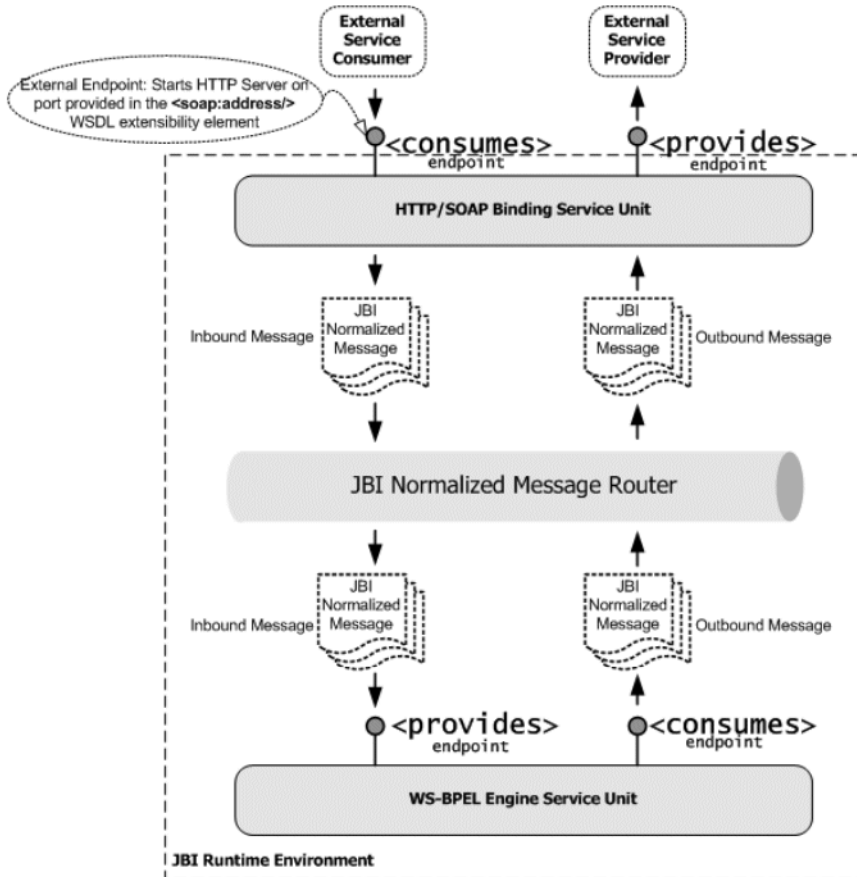 External
Service
Consumer
External
Service
Provider
External Endpoint: Starts HTTP Server on
port provided in the <soap:address/>
WSDL extensibility element
<consumes>
endpoint
<provides>
endpoint
HTTP/SOAP Binding Service Unit
Inbound Message
JBI
Normalized
Message
JBI
Normalized
Message
Outbound Message
JBI Normalized Message Router
Inbound Message
JBI
Normalized
Message
JBI
Normalized
Message
Outbound Message
<provides>
endpoint
<consumes>
endpoint
WS-BPEL Engine Service Unit
JBI Runtime Environment